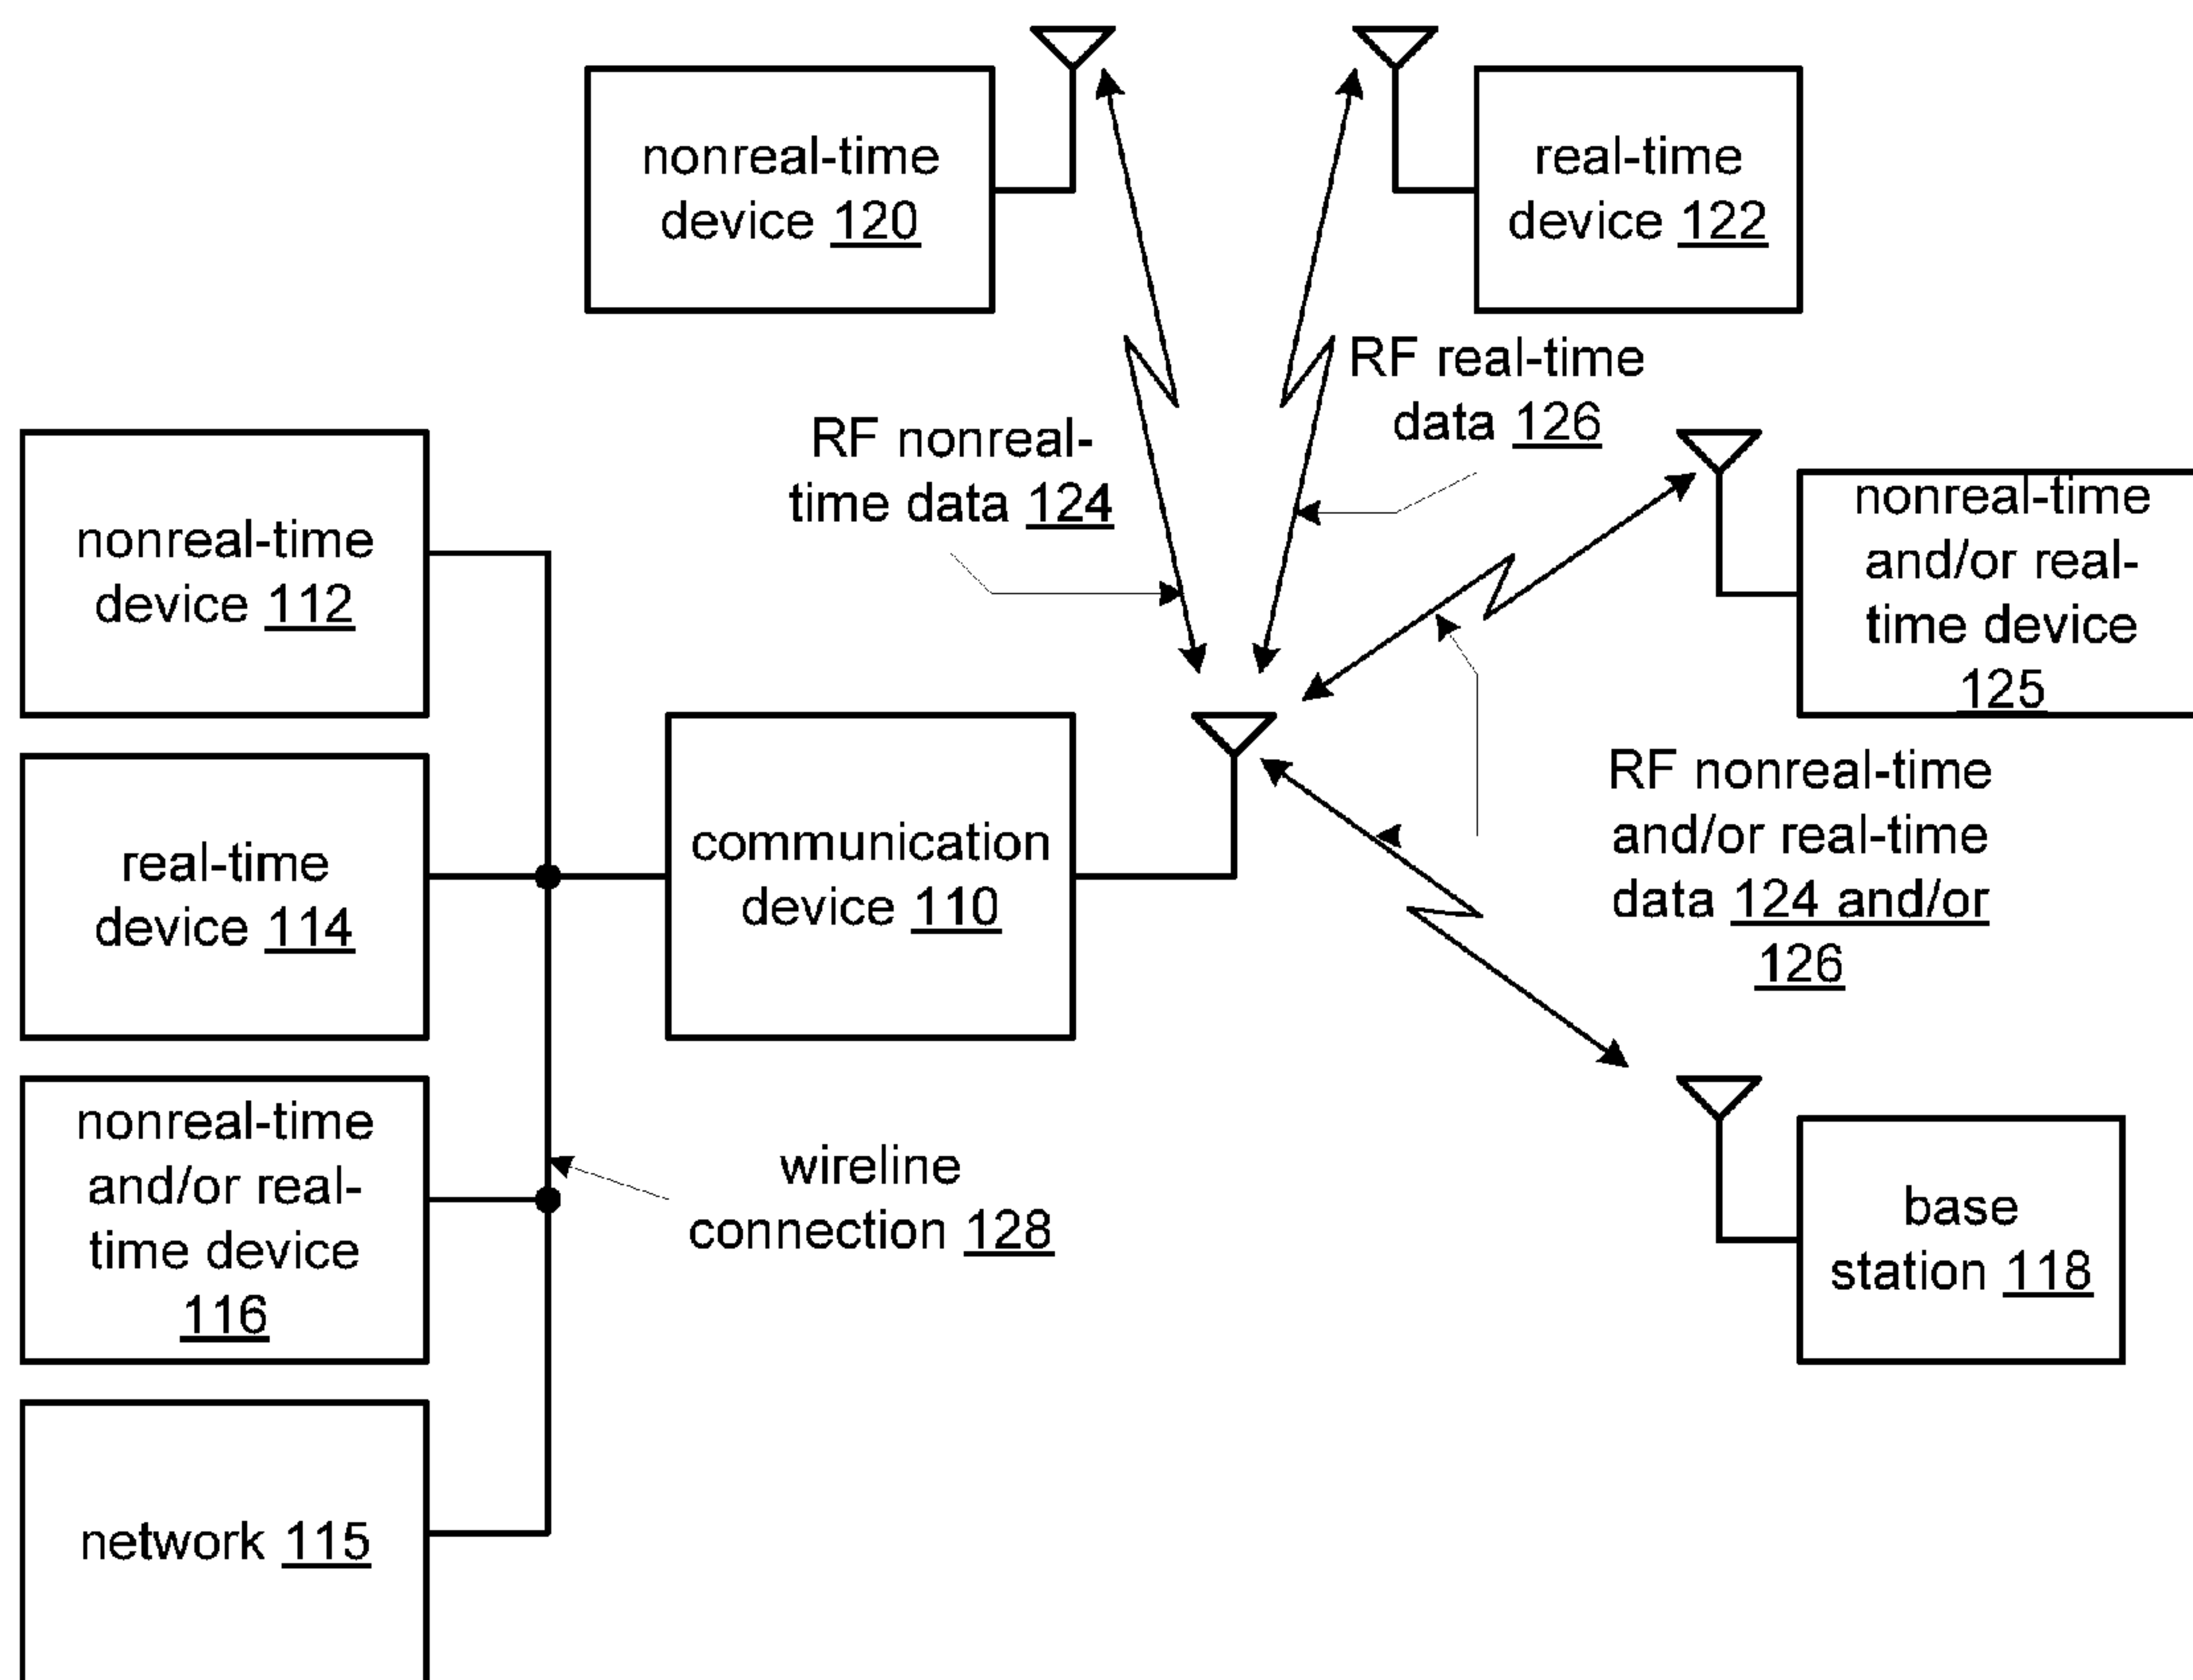 nonreal-time
device 120
real-time
device 122
RF real-time
data 126
RF nonreal-
time data 124
nonreal-time
device 112
nonreal-time
and/or real-
time device
125
real-time
device 114
communication
device 110
RF nonreal-time
and/or real-time
data 124 and/or
126
nonreal-time
and/or real-
time device
116
wireline
connection 128
base
station 118
network 115